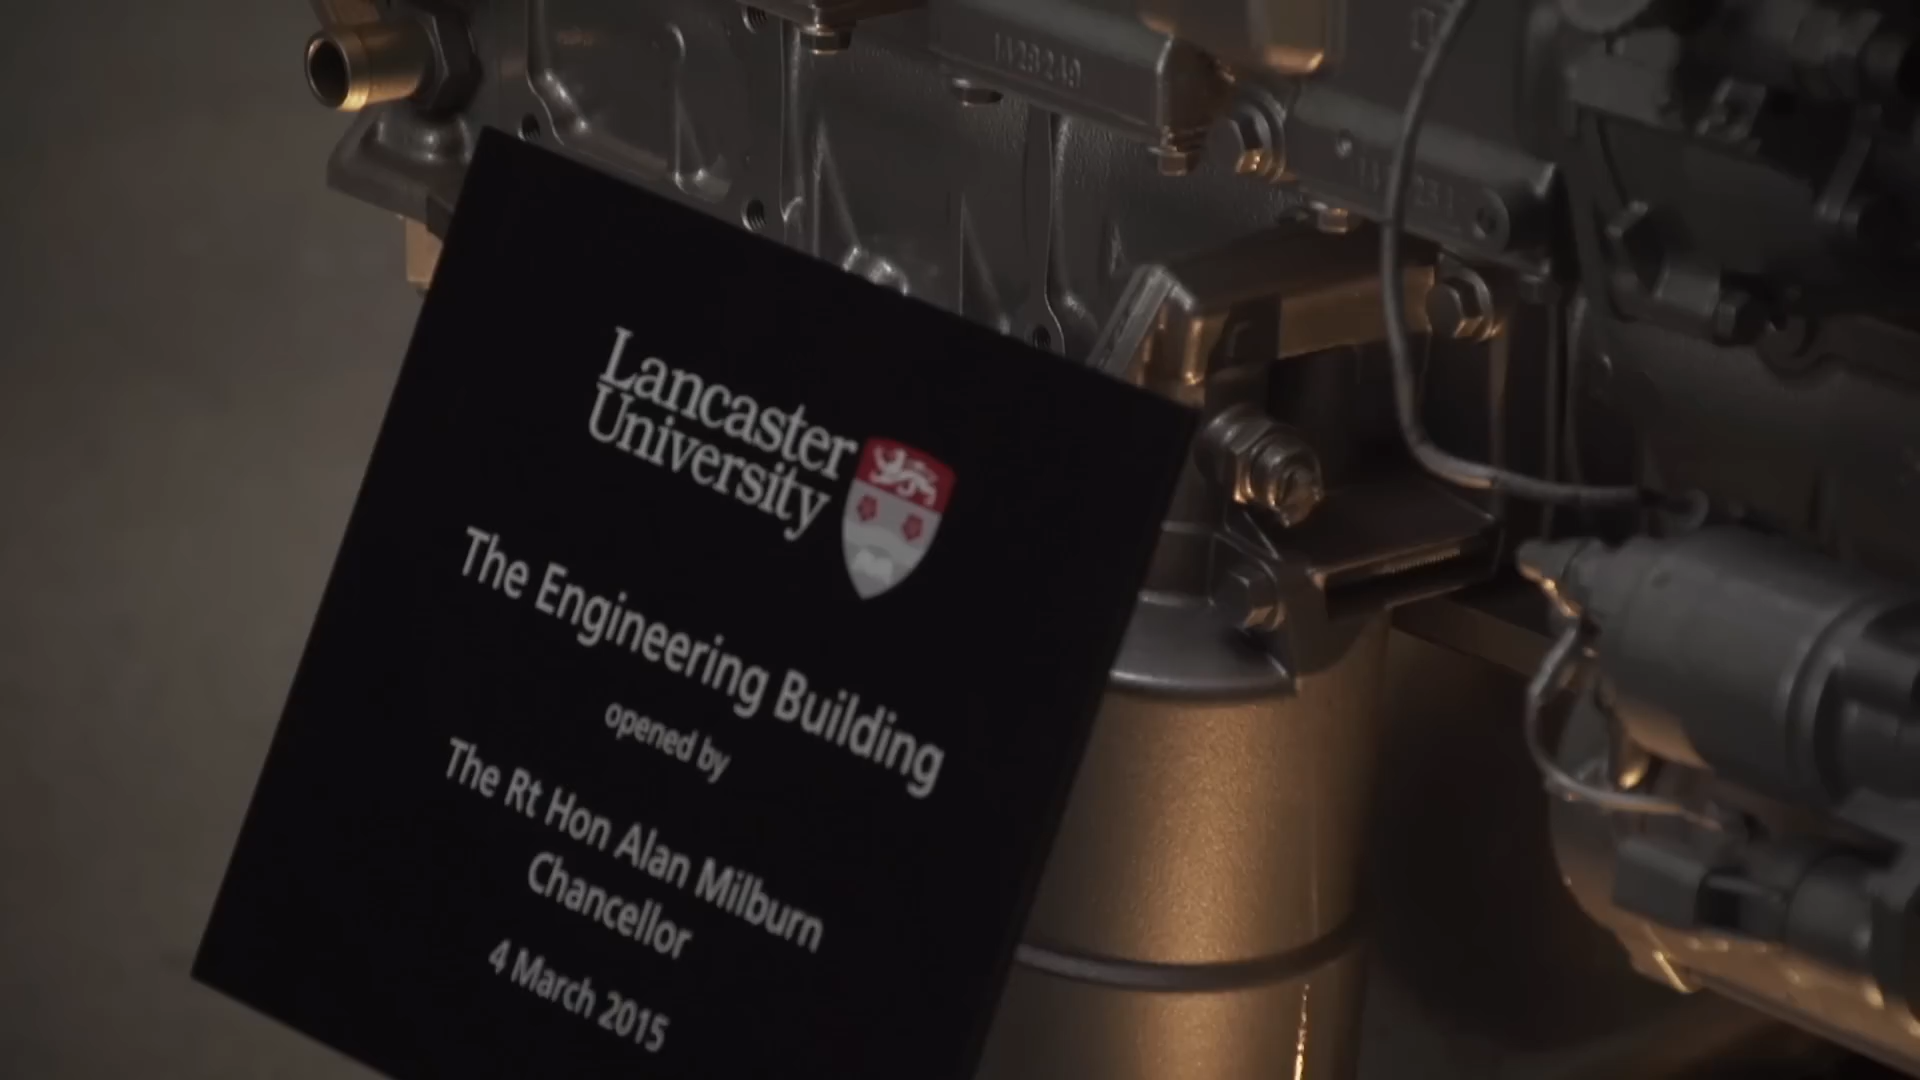 Lancaster
University
The Engineering Building
opened by
The Rt Hon Alan Milburn
Chancellor
4 March 2015